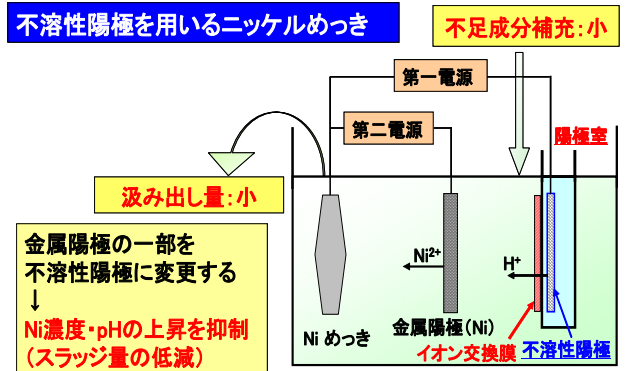 不溶性陽極を用いるニッケルめっき
不足成分補充：小
第一電源
第二電源
陽極室
汲み出し量：小
金属陽極の一部を
不溶性陽極に変更する
↓
Ni濃度・pHの上昇を抑制
（スラッジ量の低減）
Ni²⁺
H⁺
Ni めっき
金属陽極（Ni）
イオン交換膜
不溶性陽極